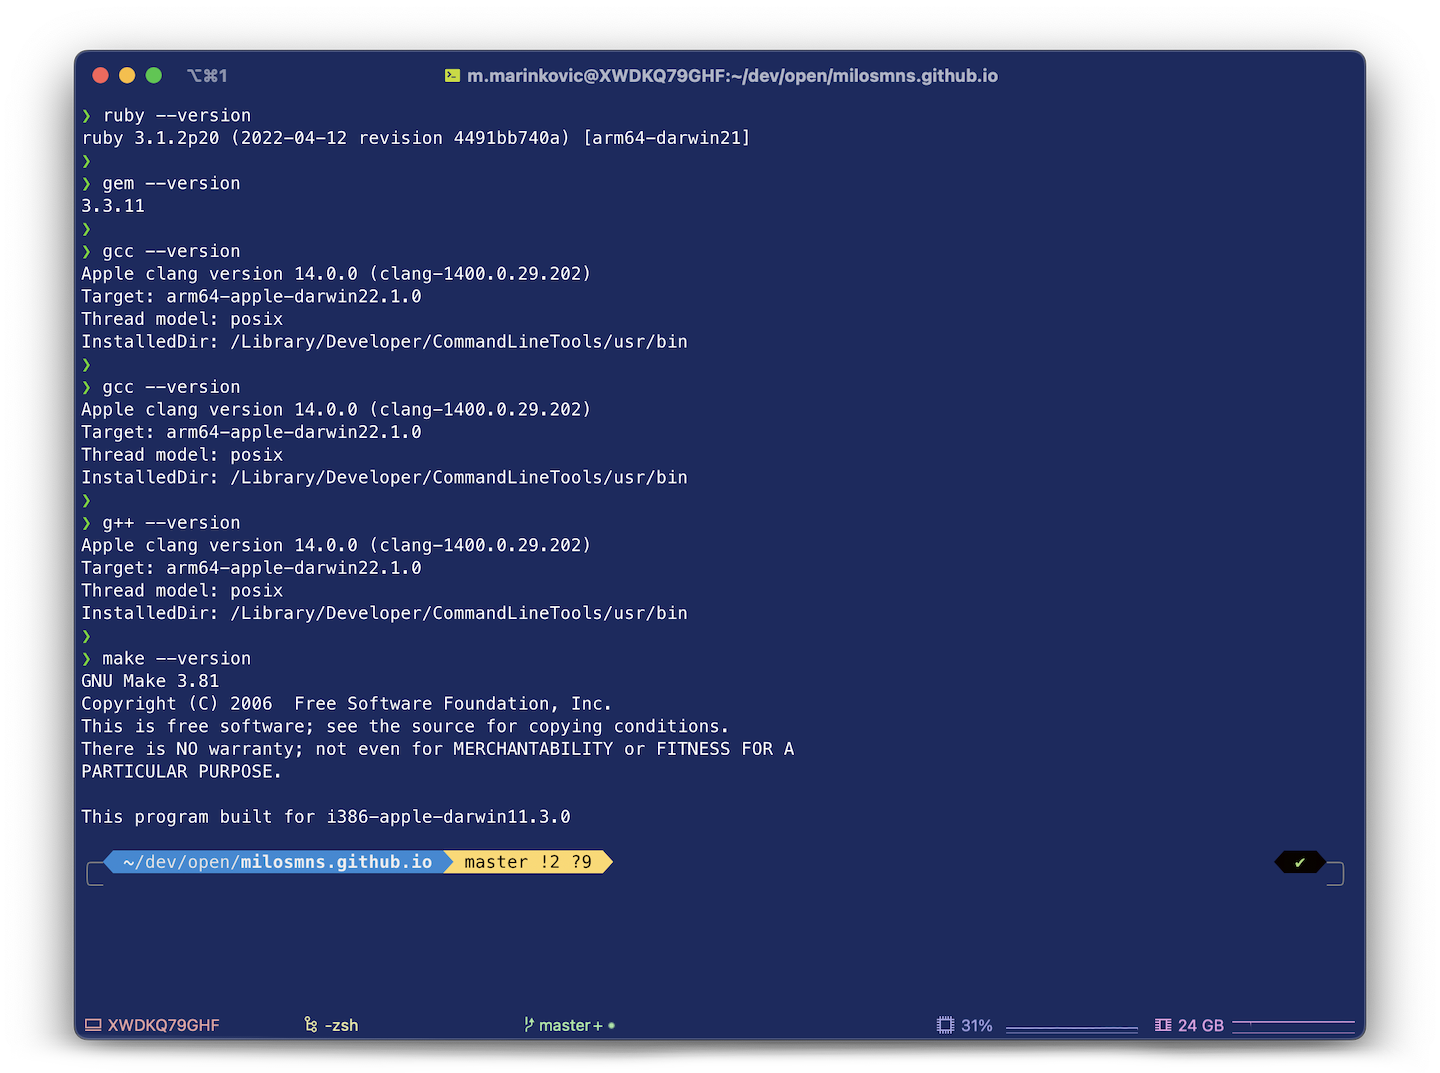 ⌥⌘1
m.marinkovic@XWDKQ79GHF:~/dev/open/milosmns.github.io
❯ ruby --version
ruby 3.1.2p20 (2022-04-12 revision 4491bb740a) [arm64-darwin21]
❯
❯ gem --version
3.3.11
❯
❯ gcc --version
Apple clang version 14.0.0 (clang-1400.0.29.202)
Target: arm64-apple-darwin22.1.0
Thread model: posix
InstalledDir: /Library/Developer/CommandLineTools/usr/bin
❯
❯ gcc --version
Apple clang version 14.0.0 (clang-1400.0.29.202)
Target: arm64-apple-darwin22.1.0
Thread model: posix
InstalledDir: /Library/Developer/CommandLineTools/usr/bin
❯
❯ g++ --version
Apple clang version 14.0.0 (clang-1400.0.29.202)
Target: arm64-apple-darwin22.1.0
Thread model: posix
InstalledDir: /Library/Developer/CommandLineTools/usr/bin
❯
❯ make --version
GNU Make 3.81
Copyright (C) 2006  Free Software Foundation, Inc.
This is free software; see the source for copying conditions.
There is NO warranty; not even for MERCHANTABILITY or FITNESS FOR A
PARTICULAR PURPOSE.

This program built for i386-apple-darwin11.3.0

~/dev/open/milosmns.github.io master !2 ?9 ✔
XWDKQ79GHF -zsh master+ ● 31% 24 GB